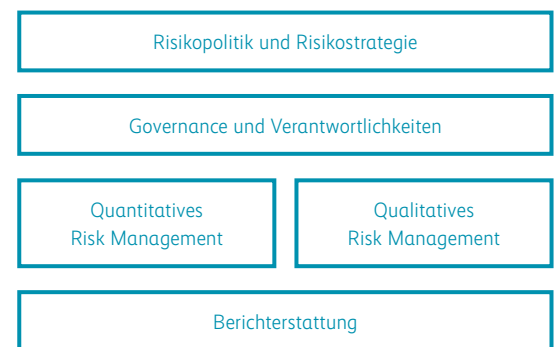 Risikopolitik und Risikostrategie
Governance und Verantwortlichkeiten
Quantitatives
Risk Management
Qualitatives
Risk Management
Berichterstattung